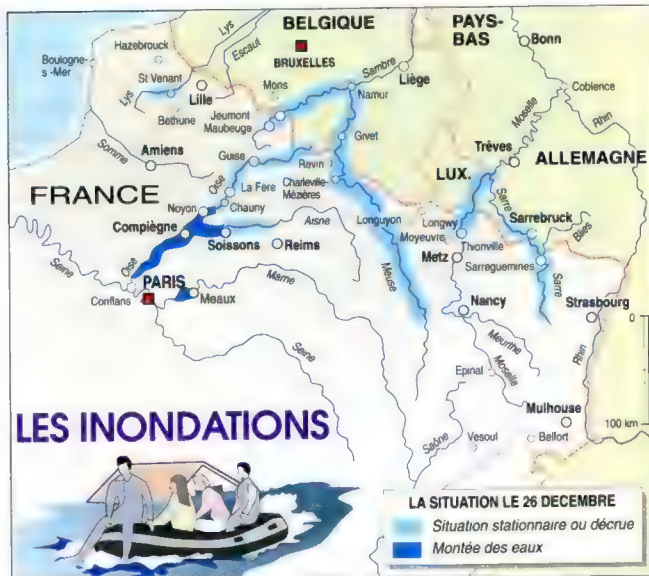 BELGIQUE
PAYS-
BAS
Bonn
Hazebrouck
Lys
Escaut
BRUXELLES
Boulogne-
s-Mer
St Venant
Lille
Mons
Sambre
Liège
Namur
Coblence
Lys
Béthune
Jeumont
Maubeuge
Moselle
Rhin
Somme
Amiens
Givet
Trèves
ALLEMAGNE
Guise
Revin
LUX.
Oise
La Fère
Charleville-
Mézières
Sarre
FRANCE
Noyon
Chauny
Longuyon
Longwy
Sarrebruck
Blies
Compiègne
Aisne
Moyeuvre
Thionville
Soissons
Reims
Metz
Sarreguemines
Seine
Oise
PARIS
Marne
Meuse
Sarre
Conflans
Meaux
Nancy
Strasbourg
0
Seine
Meurthe
Moselle
Rhin
Epinal
Mulhouse
LES INONDATIONS
Saône
Vesoul
Belfort
100 km
LA SITUATION LE 26 DECEMBRE
Situation stationnaire ou décrue
Montée des eaux